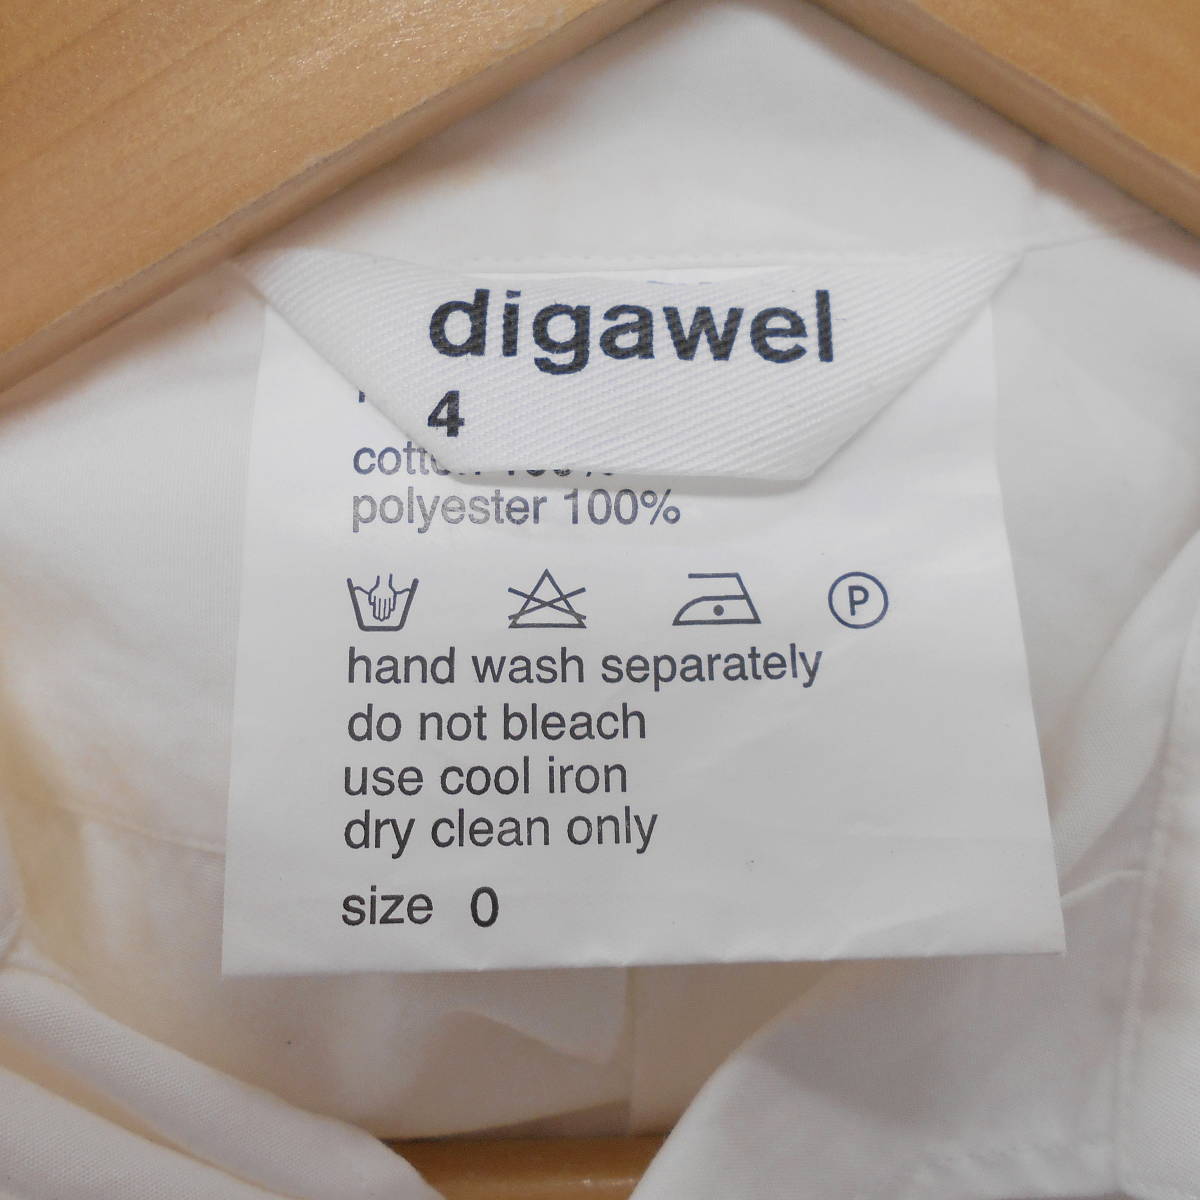 digawel
4
polyester 100%
P
hand wash separately
do not bleach
use cool iron
dry clean only
size 0